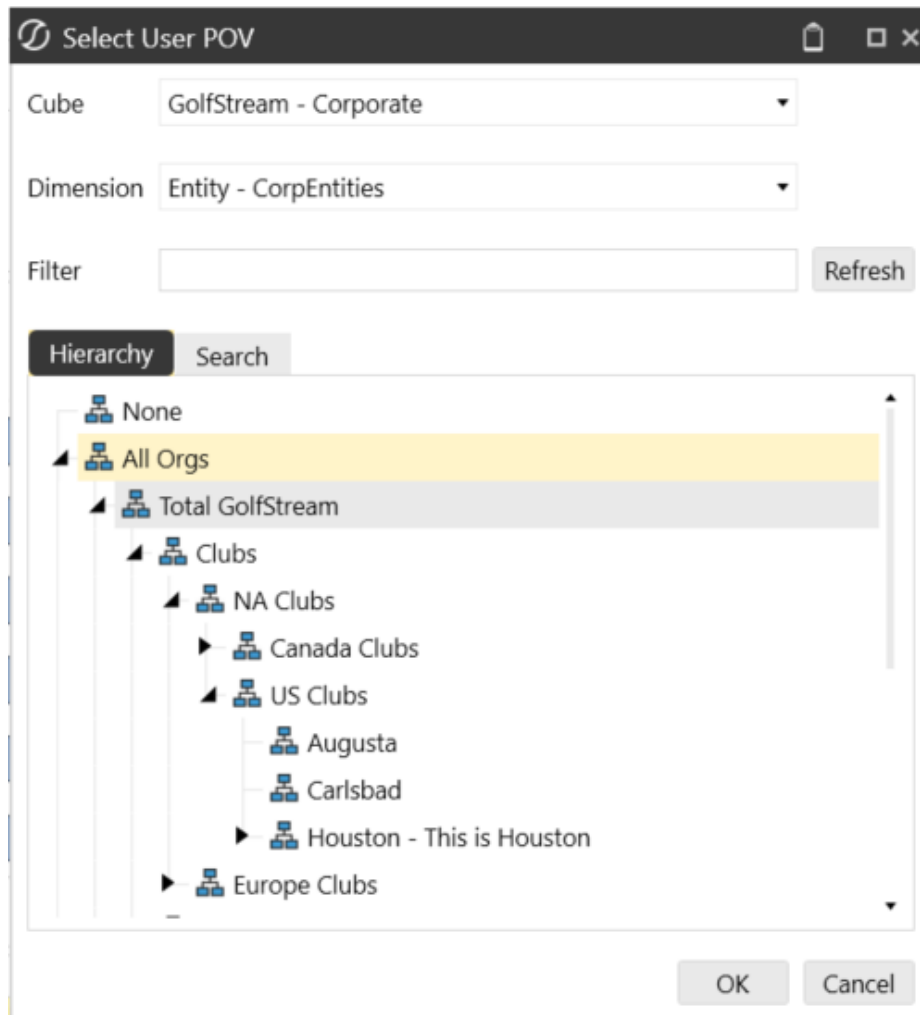 Select User POV
Cube GolfStream - Corporate
Dimension Entity - CorpEntities
Filter Refresh
Hierarchy Search
None
All Orgs
Total GolfStream
Clubs
NA Clubs
Canada Clubs
US Clubs
Augusta
Carlsbad
Houston - This is Houston
Europe Clubs
OK Cancel